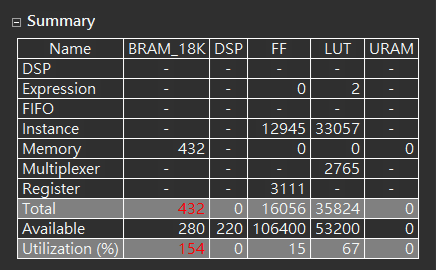 Summary
Name BRAM_18K DSP FF LUT URAM
DSP - - - - -
Expression - - 0 2 -
FIFO - - - - -
Instance - - 12945 33057 -
Memory 432 - 0 0 0
Multiplexer - - - 2765 -
Register - - 3111 - -
Total 432 0 16056 35824 0
Available 280 220 106400 53200 0
Utilization (%) 154 0 15 67 0